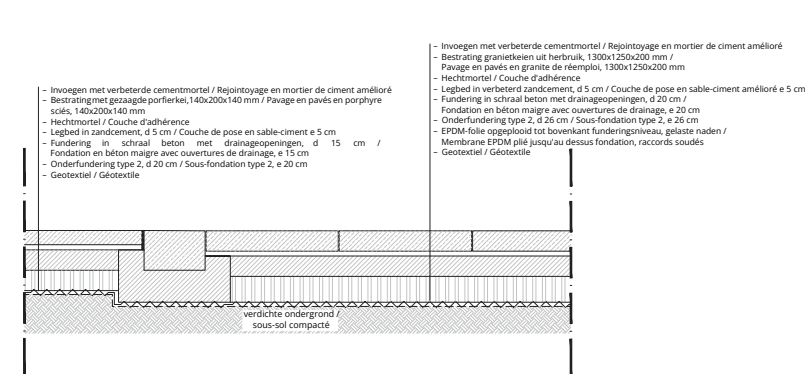 – Invoegen met verbeterde cementmortel / Rejointoyage en mortier de ciment amélioré
– Bestrating met gezaagde porfierkei,140x200x140 mm / Pavage en pavés en porphyre
sciés, 140x200x140 mm
– Hechtmortel / Couche d'adhérence
– Legbed in zandcement, d 5 cm / Couche de pose en sable-ciment e 5 cm
– Fundering in schraal beton met drainageopeningen, d 15 cm /
Fondation en béton maigre avec ouvertures de drainage, e 15 cm
– Onderfundering type 2, d 20 cm / Sous-fondation type 2, e 20 cm
– Geotextiel / Géotextile
– Invoegen met verbeterde cementmortel / Rejointoyage en mortier de ciment amélioré
– Bestrating granietkeien uit herbruik, 1300x1250x200 mm /
Pavage en pavés en granite de réemploi, 1300x1250x200 mm
– Hechtmortel / Couche d'adhérence
– Legbed in verbeterd zandcement, d 5 cm / Couche de pose en sable-ciment amélioré e 5 cm
– Fundering in schraal beton met drainageopeningen, d 20 cm /
Fondation en béton maigre avec ouvertures de drainage, e 20 cm
– Onderfundering type 2, d 26 cm / Sous-fondation type 2, e 26 cm
– EPDM-folie opgeplooid tot bovenkant funderingsniveau, gelaste naden /
Membrane EPDM plié jusqu'au dessus fondation, raccords soudés
– Geotextiel / Géotextile
verdichte ondergrond /
sous-sol compacté